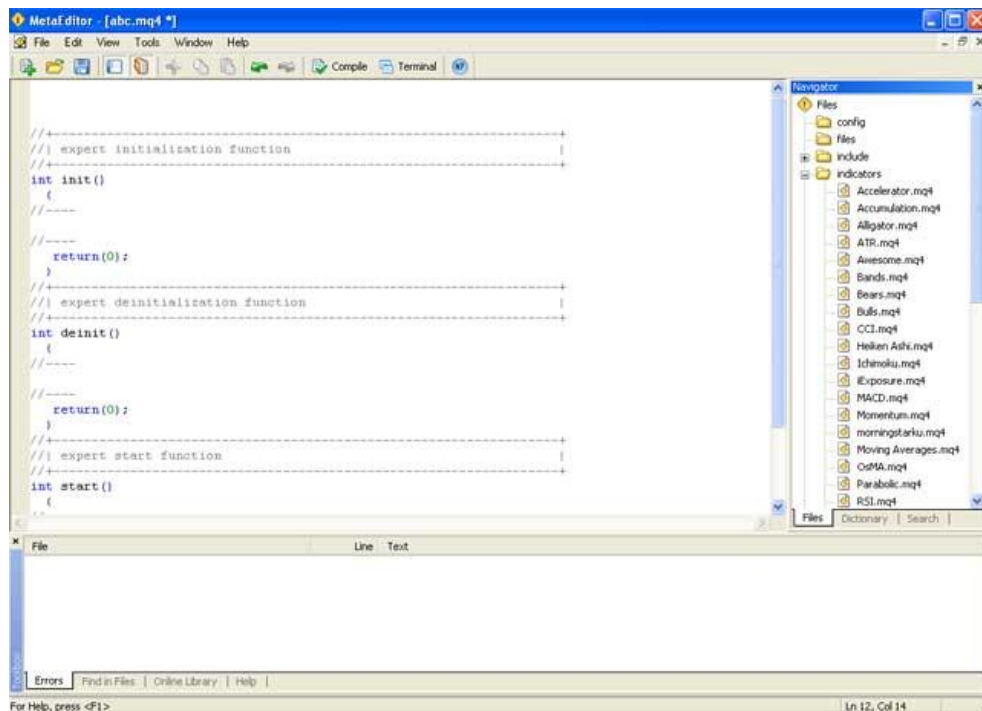 MetaEditor - [abc.mq4 *]
File Edit View Tools Window Help
Compile Terminal
//+------------------------------------------------------------------+
//| expert initialization function |
//+------------------------------------------------------------------+
int init()
{
//----
//----
return(0);
}
//+------------------------------------------------------------------+
//| expert deinitialization function |
//+------------------------------------------------------------------+
int deinit()
{
//----
//----
return(0);
}
//+------------------------------------------------------------------+
//| expert start function |
//+------------------------------------------------------------------+
int start()
{
Navigator
Files
config
files
include
indicators
Accelerator.mq4
Accumulation.mq4
Alligator.mq4
ATR.mq4
Awesome.mq4
Bands.mq4
Bears.mq4
Bulls.mq4
CCI.mq4
Heiken Ashi.mq4
Ichimoku.mq4
iExposure.mq4
MACD.mq4
Momentum.mq4
morningstarku.mq4
Moving Averages.mq4
OsMA.mq4
Parabolic.mq4
RSI.mq4
Files Dictionary | Search |
File Line Text
Toolbox
Errors Find in Files | Online Library | Help |
For Help, press <F1> Ln 12, Col 14